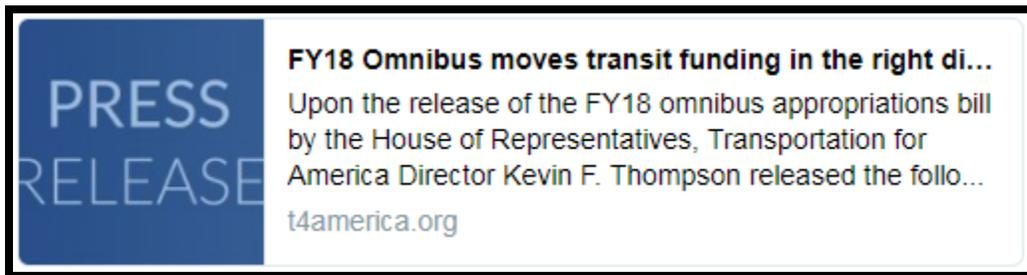 PRESS
RELEASE
FY18 Omnibus moves transit funding in the right di...
Upon the release of the FY18 omnibus appropriations bill
by the House of Representatives, Transportation for
America Director Kevin F. Thompson released the follo...
t4america.org